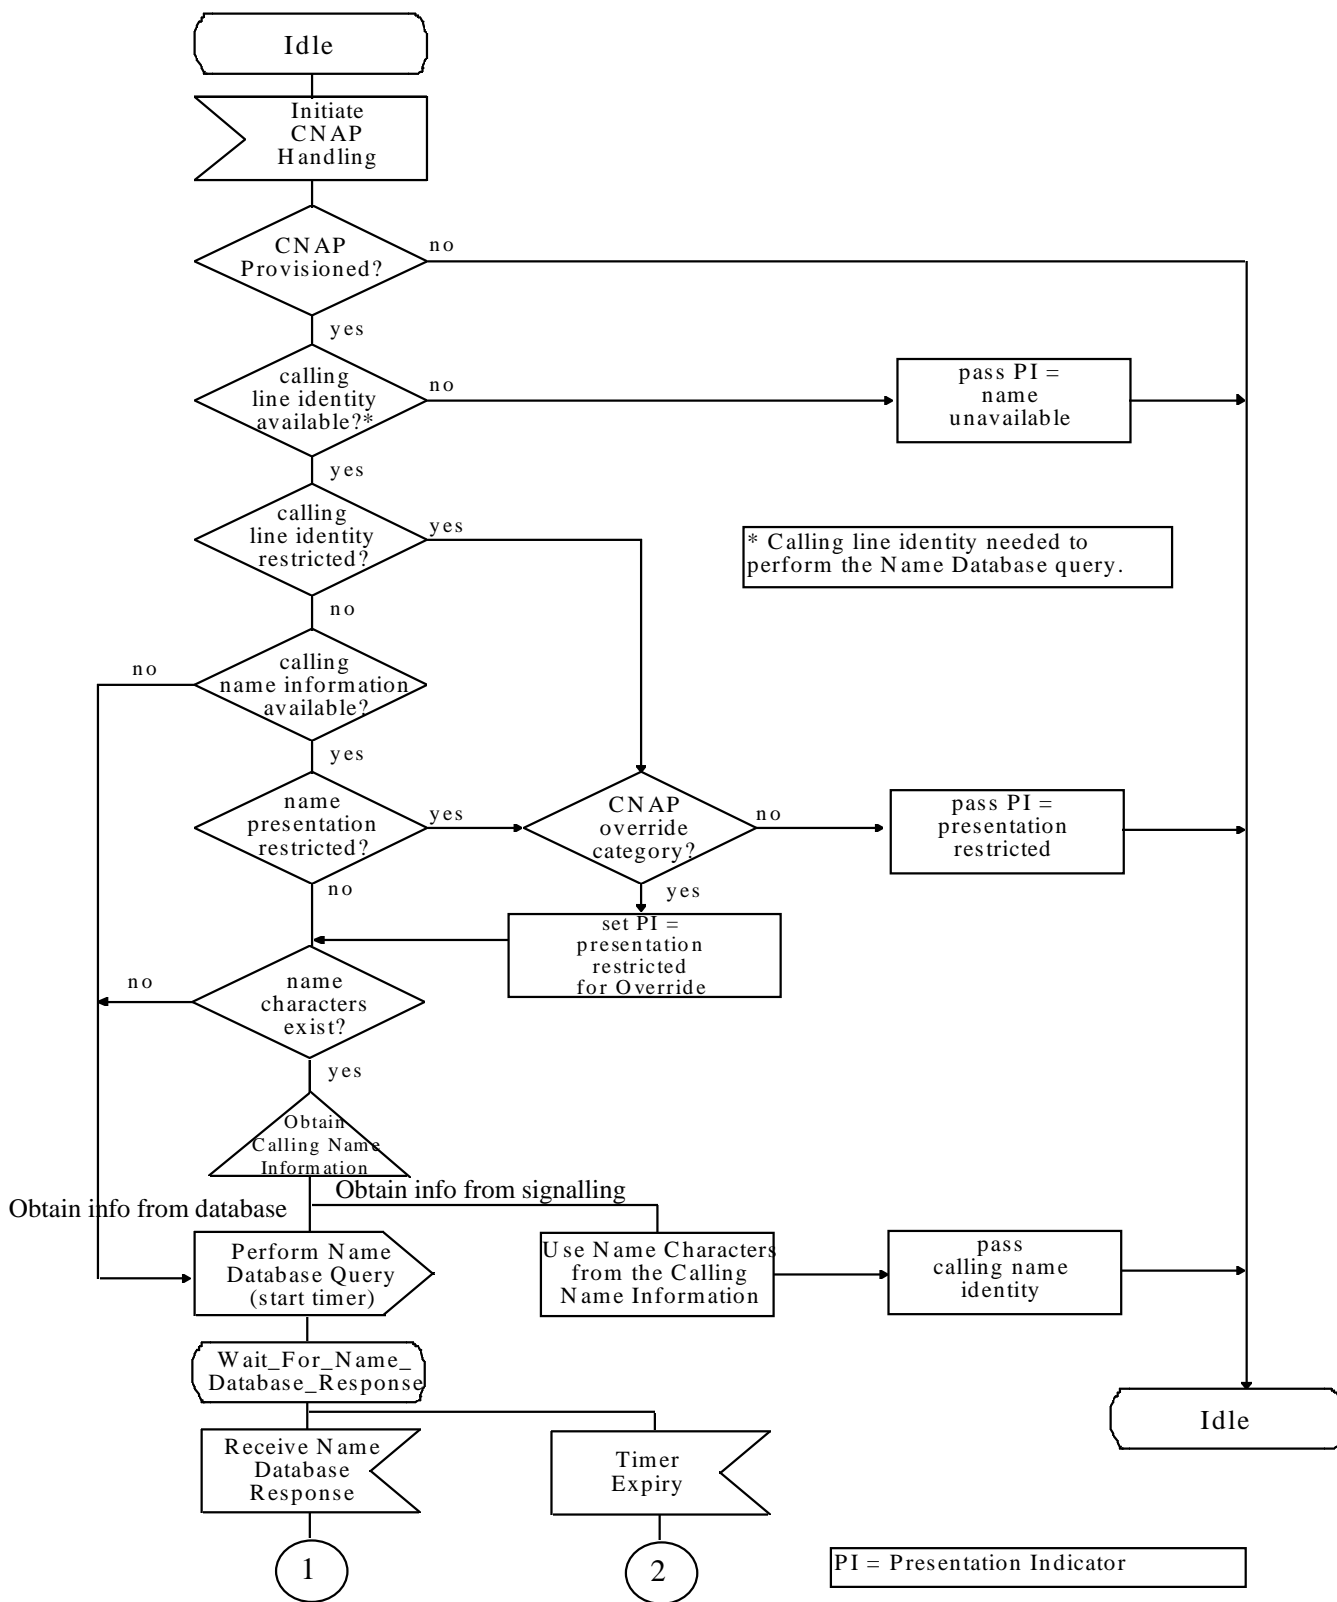 Idle
Initiate
CNAP
Handling
CNAP
Provisioned?
no
yes
calling
line identity
available?*
no
pass PI =
name
unavailable
yes
calling
line identity
restricted?
yes
* Calling line identity needed to
perform the Name Database query.
no
no
calling
name information
available?
yes
name
presentation
restricted?
yes
CNAP
override
category?
no
pass PI =
presentation
restricted
no
yes
set PI =
presentation
restricted
for Override
no
name
characters
exist?
yes
Obtain
Calling Name
Information
Obtain info from signalling
Obtain info from database
Perform Name
Database Query
(start timer)
Use Name Characters
from the Calling
Name Information
pass
calling name
identity
Wait_For_Name_
Database_Response
Idle
Receive Name
Database
Response
Timer
Expiry
1
2
PI = Presentation Indicator